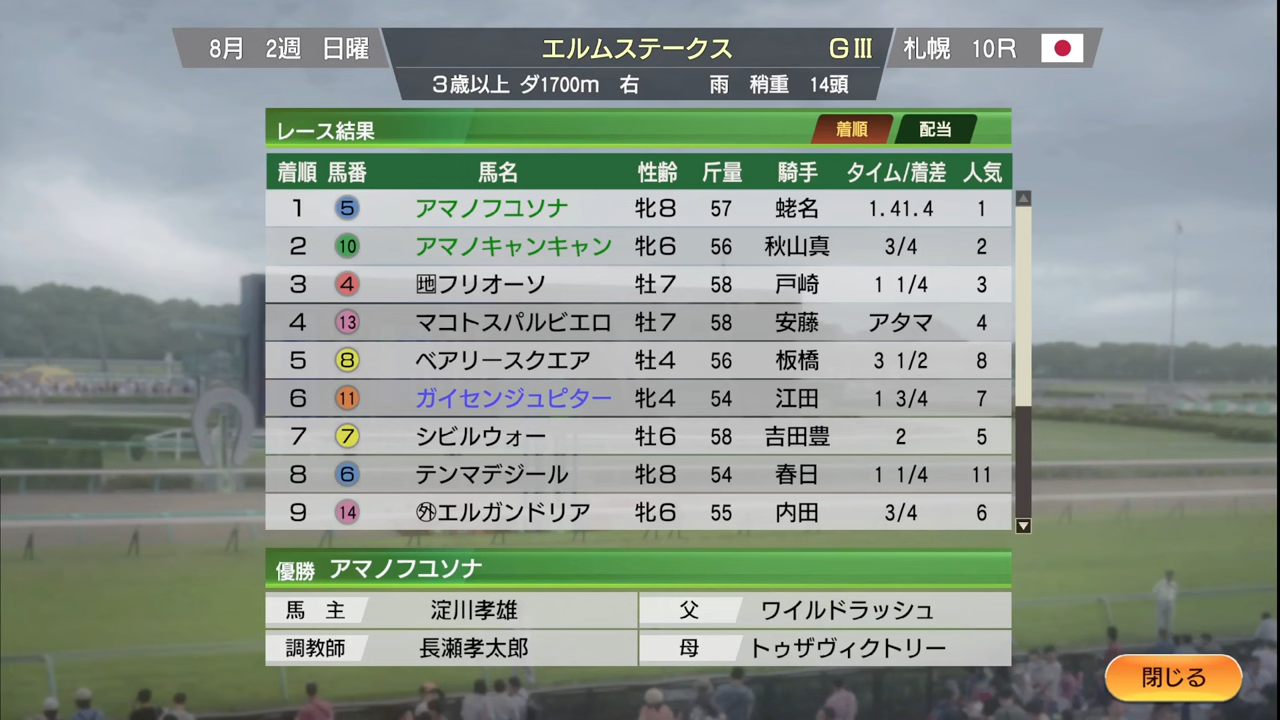 8月 2週 日曜 エルムステークス GⅢ 札幌 10R
3歳以上 ダ1700m 右 雨 稍重 14頭
レース結果 着順 配当
着順 馬番 馬名 性齢 斤量 騎手 タイム/着差 人気
1 5 アマノフユソナ 牝8 57 蛯名 1.41.4 1
2 10 アマノキャンキャン 牝6 56 秋山真 3/4 2
3 4 地フリオーソ 牡7 58 戸崎 1 1/4 3
4 13 マコトスパルビエロ 牡7 58 安藤 アタマ 4
5 8 ベアリースクエア 牡4 56 板橋 3 1/2 8
6 11 ガイセンジュピター 牝4 54 江田 1 3/4 7
7 7 シビルウォー 牡6 58 吉田豊 2 5
8 6 テンマデジール 牝8 54 春日 1 1/4 11
9 14 外エルガンドリア 牝6 55 内田 3/4 6
優勝 アマノフユソナ
馬主 淀川孝雄 父 ワイルドラッシュ
調教師 長瀬孝太郎 母 トゥザヴィクトリー
閉じる